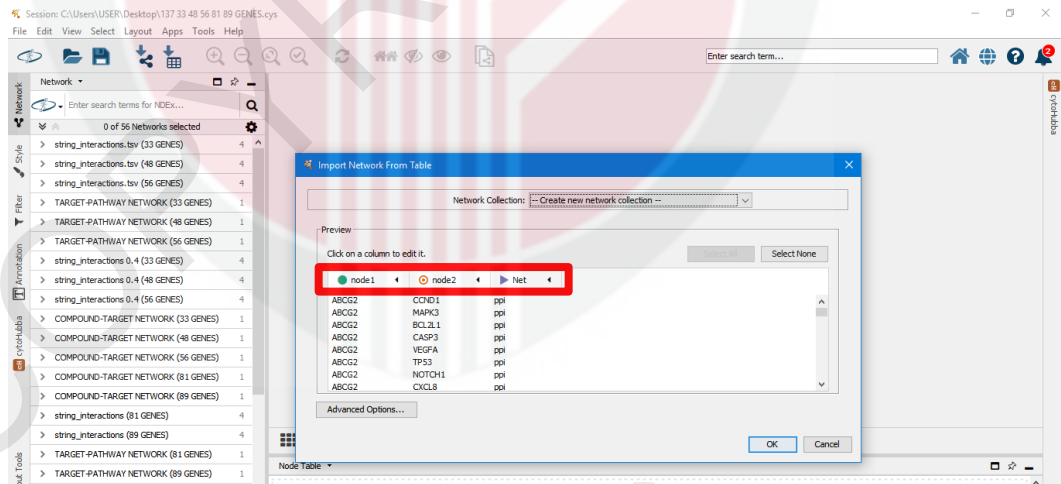 Session: C:\Users\USER\Desktop\137 33 48 56 81 89 GENES.cys
File Edit View Select Layout Apps Tools Help
Enter search term...
2
Network
Enter search terms for NDEx...
0 of 56 Networks selected
string_interactions.tsv (33 GENES) 4
string_interactions.tsv (48 GENES) 4
string_interactions.tsv (56 GENES) 4
TARGET-PATHWAY NETWORK (33 GENES) 1
TARGET-PATHWAY NETWORK (48 GENES) 1
TARGET-PATHWAY NETWORK (56 GENES) 1
string_interactions 0.4 (33 GENES) 4
string_interactions 0.4 (48 GENES) 4
string_interactions 0.4 (56 GENES) 4
COMPOUND-TARGET NETWORK (33 GENES) 1
COMPOUND-TARGET NETWORK (48 GENES) 1
COMPOUND-TARGET NETWORK (56 GENES) 1
COMPOUND-TARGET NETWORK (81 GENES) 1
COMPOUND-TARGET NETWORK (89 GENES) 1
string_interactions (81 GENES) 4
string_interactions (89 GENES) 4
TARGET-PATHWAY NETWORK (81 GENES) 1
TARGET-PATHWAY NETWORK (89 GENES) 1
Network
Style
Filter
Annotation
cytoHubba
Tools
Import Network From Table
Network Collection: -- Create new network collection --
Preview
Click on a column to edit it.
Select All Select None
node1 node2 Net
ABCG2 CCND1 ppi
ABCG2 MAPK3 ppi
ABCG2 BCL2L1 ppi
ABCG2 CASP3 ppi
ABCG2 VEGFA ppi
ABCG2 TP53 ppi
ABCG2 NOTCH1 ppi
ABCG2 CXCL8 ppi
Advanced Options...
OK Cancel
Node Table
cytoHubba